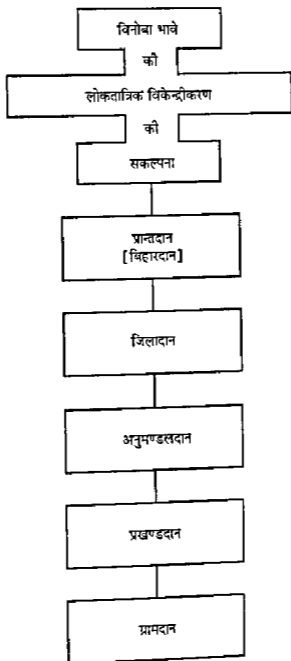 विनोबा भावे
की
लोकतात्रिक विकेन्द्रीकरण
की
सकल्पना
प्रान्तदान
[बिहारदान]
जिलादान
अनुमण्डलदान
प्रखण्डदान
ग्रामदान